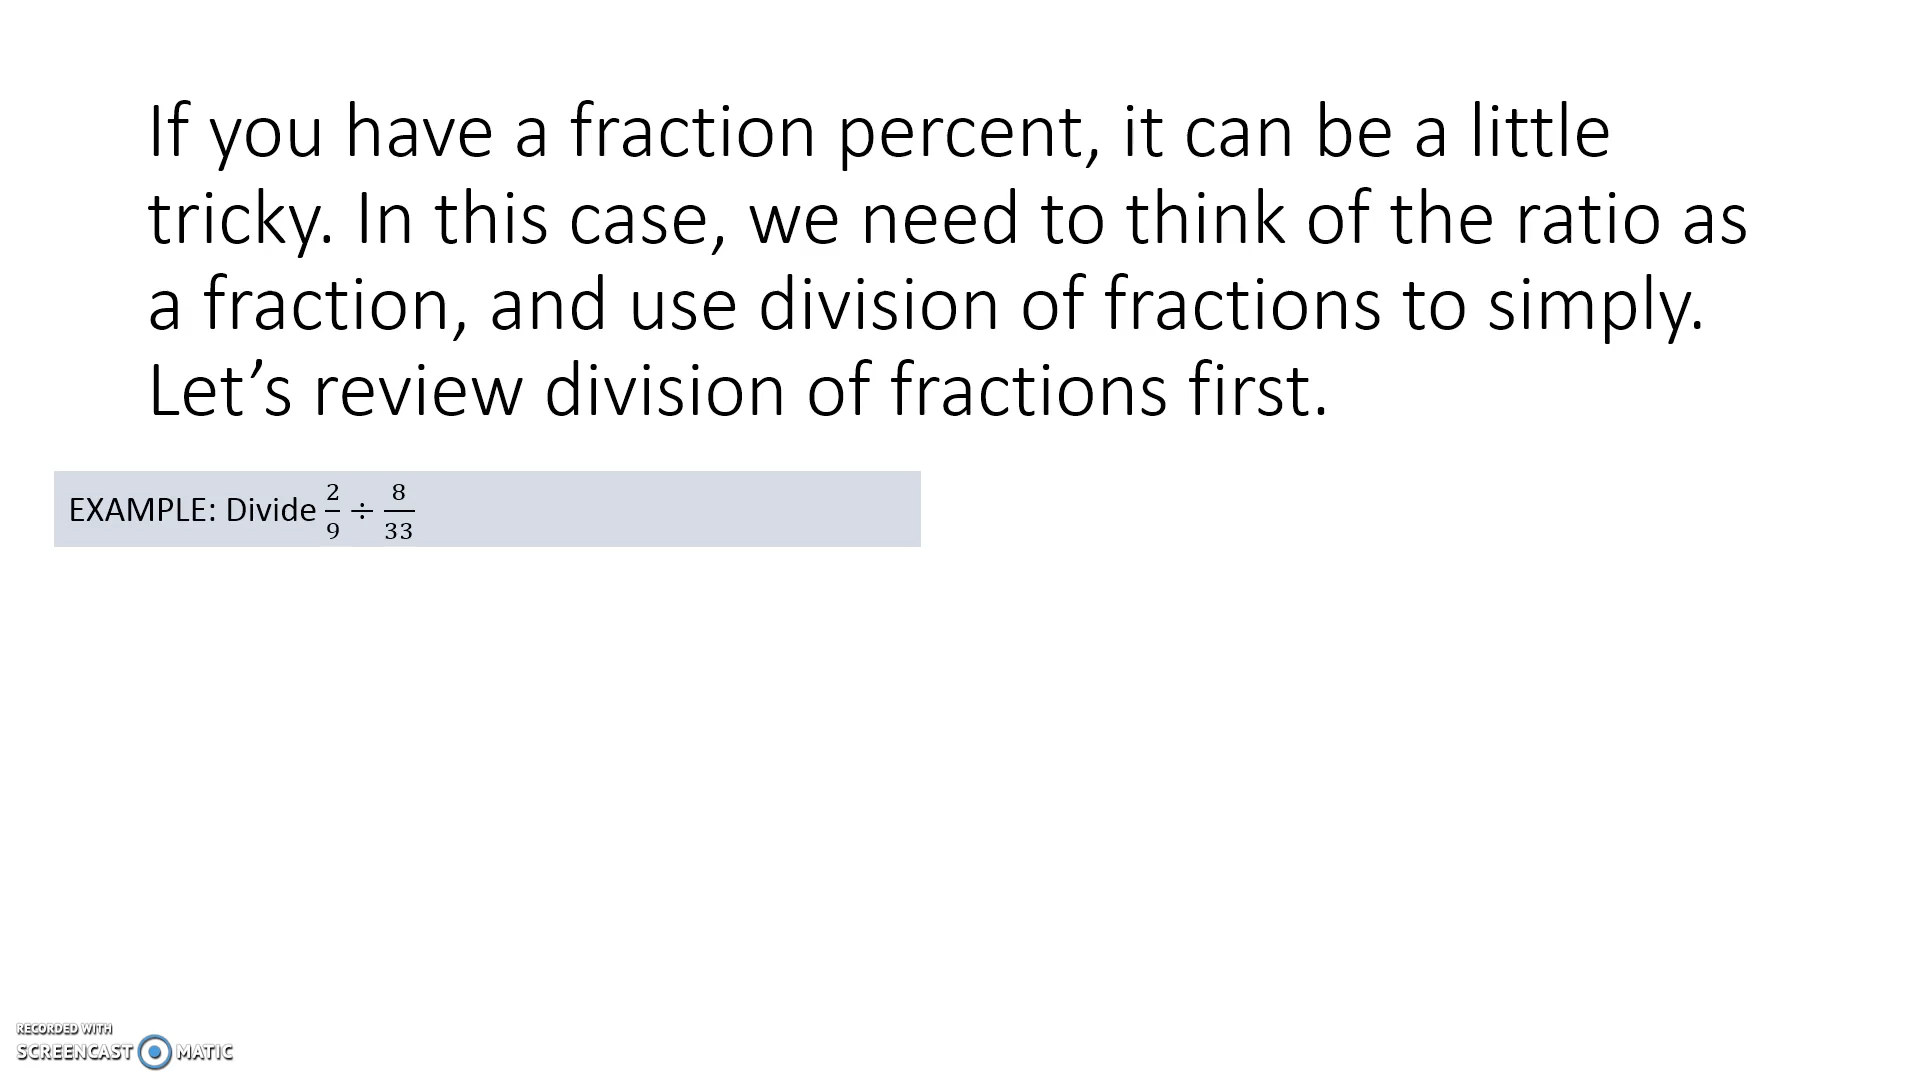 If you have a fraction percent, it can be a little
tricky. In this case, we need to think of the ratio as
a fraction, and use division of fractions to simply.
Let’s review division of fractions first.
EXAMPLE: Divide 2/9 ÷ 8/33
RECORDED WITH
SCREENCAST MATIC